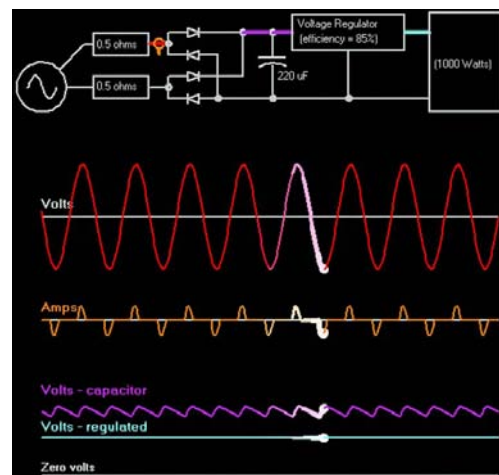 Voltage Regulator
(efficiency = 85%)
0.5 ohms
(1000 Watts)
220 uF
0.5 ohms
Volts
Amps
Volts - capacitor
Volts - regulated
Zero volts